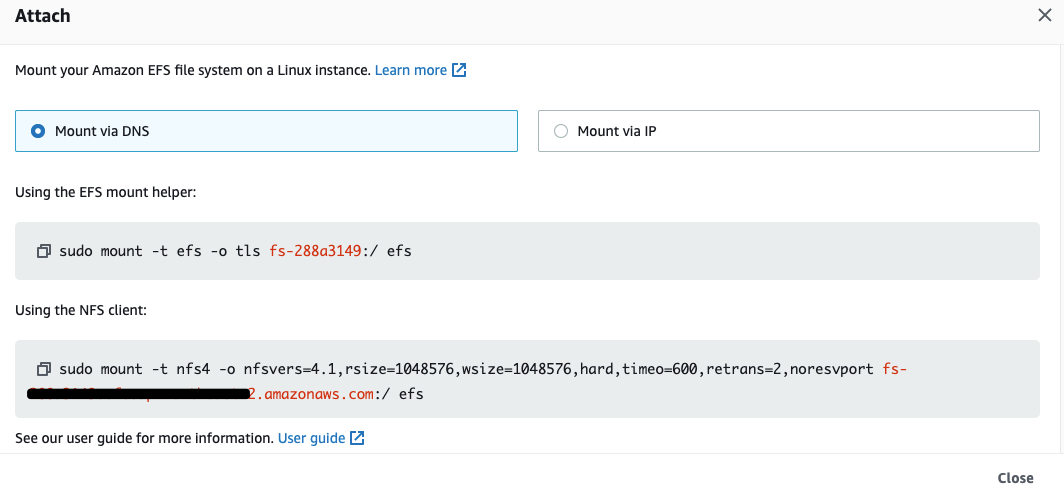 Attach
Mount your Amazon EFS file system on a Linux instance. Learn more
Mount via DNS
Mount via IP
Using the EFS mount helper:
sudo mount -t efs -o tls fs-288a3149:/ efs
Using the NFS client:
sudo mount -t nfs4 -o nfsvers=4.1,rsize=1048576,wsize=1048576,hard,timeo=600,retrans=2,noresvport fs-
2.amazonaws.com:/ efs
See our user guide for more information. User guide
Close